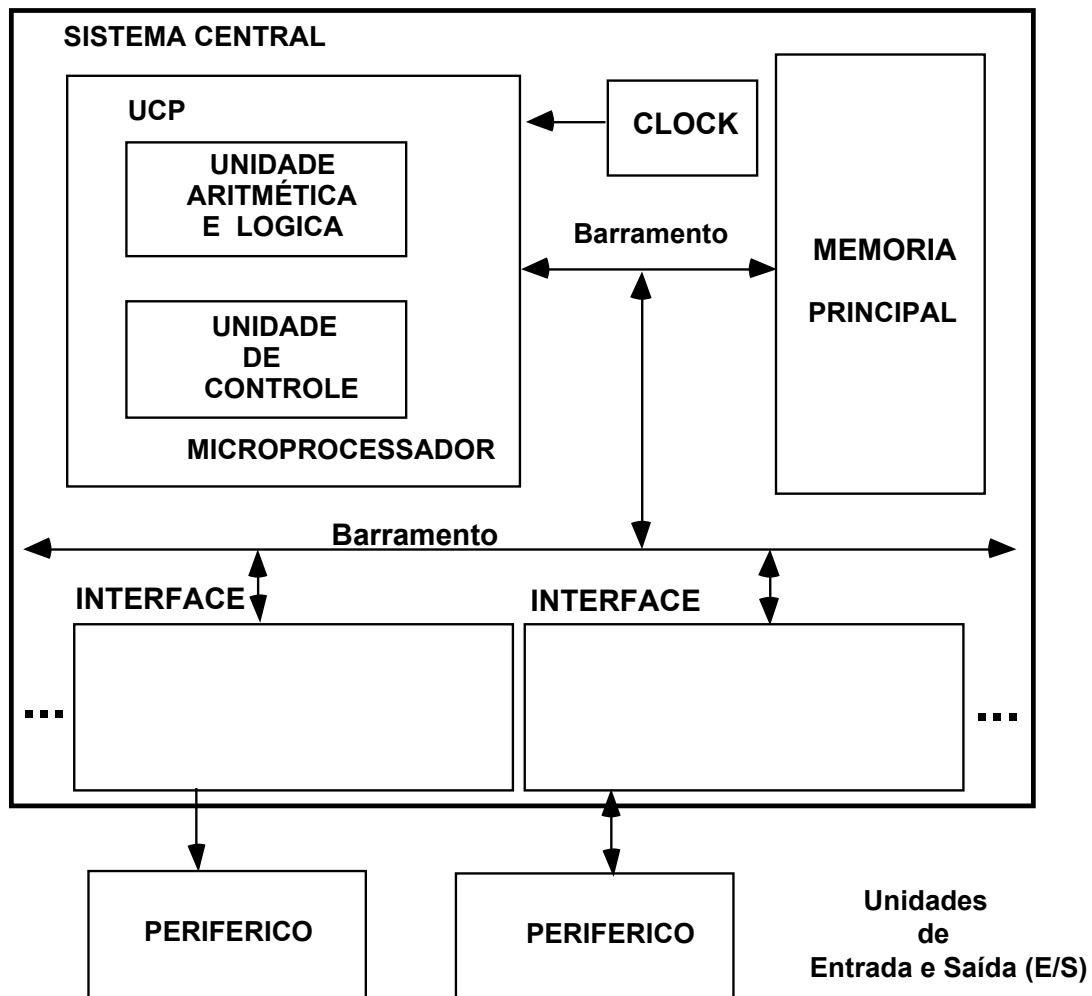 SISTEMA CENTRAL
UCP
UNIDADE
ARITMÉTICA
E LOGICA
UNIDADE
DE
CONTROLE
MICROPROCESSADOR
CLOCK
Barramento
MEMORIA
PRINCIPAL
Barramento
INTERFACE
INTERFACE
...
...
PERIFERICO
PERIFERICO
Unidades
de
Entrada e Saída (E/S)